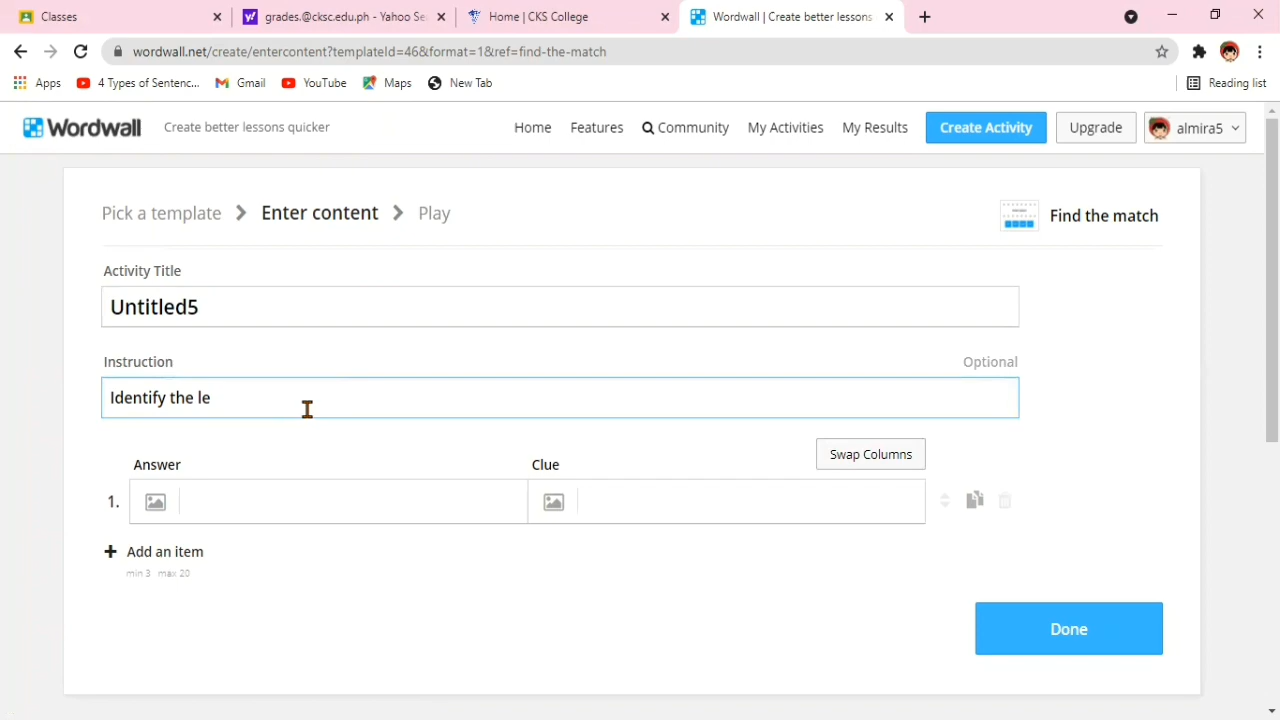 Classes
grades@cksc.edu.ph - Yahoo Se
Home | CKS College
Wordwall | Create better lessons
wordwall.net/create/entercontent?templateId=46&format=1&ref=find-the-match
Apps
4 Types of Sentenc...
Gmail
YouTube
Maps
New Tab
Reading list
Wordwall
Create better lessons quicker
Home
Features
Community
My Activities
My Results
Create Activity
Upgrade
almira5
Pick a template
Enter content
Play
Find the match
Activity Title
Untitled5
Instruction
Optional
Identify the le
Swap Columns
Answer
Clue
1.
Add an item
min 3 max 20
Done